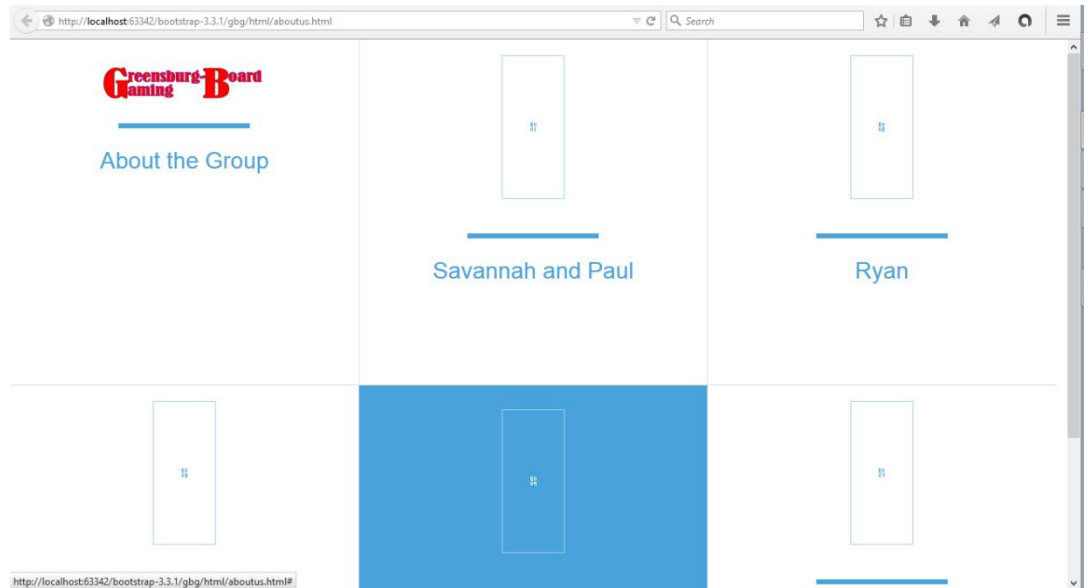 http://localhost:63342/bootstrap-3.3.1/gbg/html/aboutus.html
Search
Greensburg-Board
Gaming
About the Group
Savannah and Paul
Ryan
http://localhost:63342/bootstrap-3.3.1/gbg/html/aboutus.html#